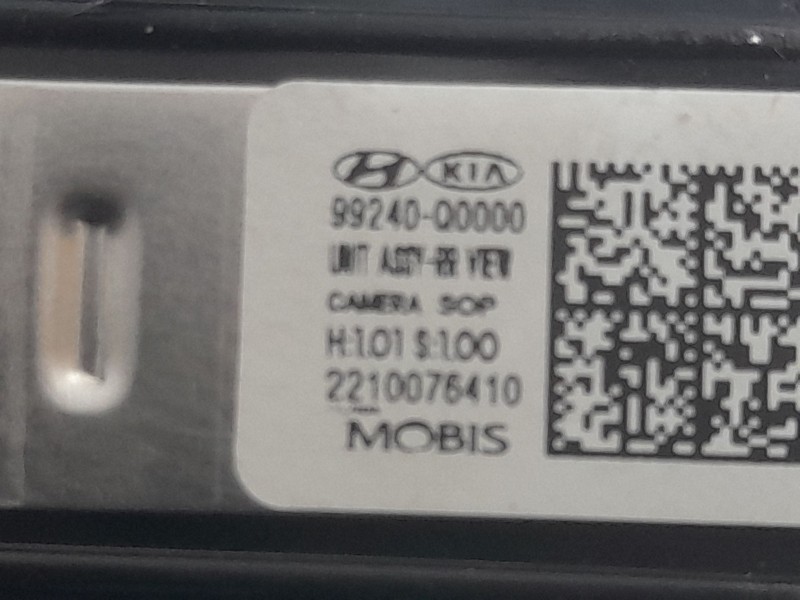 KIA
99240-Q0000
UNIT ASSY-RR VIEW
CAMERA SOP
H:1.01 S:1.00
2210076410
MOBIS